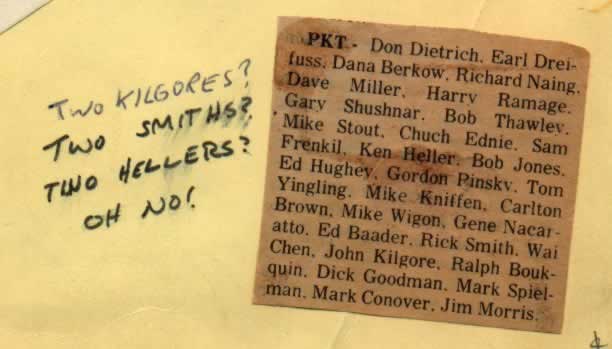 TWO KILGORES?
TWO SMITHS?
TWO HELLERS?
OH NO!
PKT - Don Dietrich, Earl Drei-
fuss, Dana Berkow, Richard Naing,
Dave Miller, Harry Ramage,
Gary Shushnar, Bob Thawley,
Mike Stout, Chuch Ednie, Sam
Frenkil, Ken Heller, Bob Jones,
Ed Hughey, Gordon Pinsky, Tom
Yingling, Mike Kniffen, Carlton
Brown, Mike Wigon, Gene Nacar-
atto, Ed Baader, Rick Smith, Wai
Chen, John Kilgore, Ralph Bouk-
quin, Dick Goodman, Mark Spiel-
man, Mark Conover, Jim Morris.